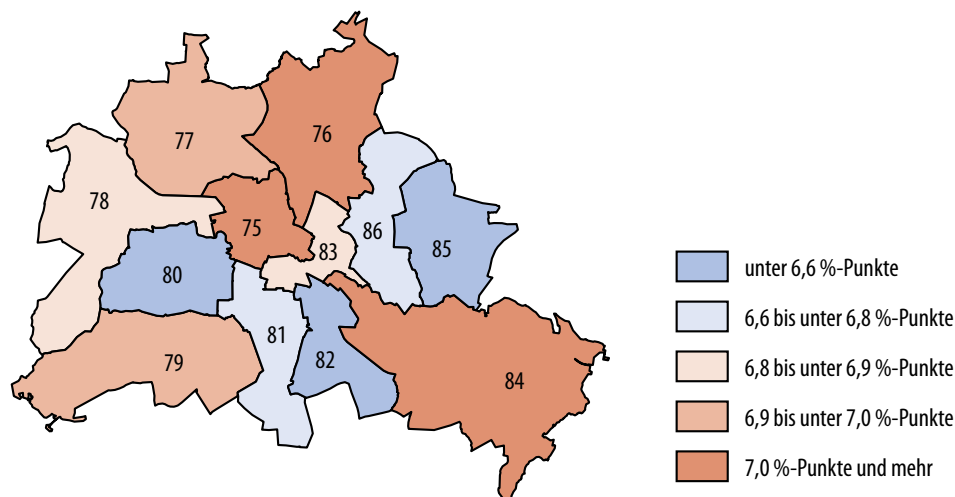 76
77
78
75
86
83
85
80
81
79
82
84
unter 6,6 %-Punkte
6,6 bis unter 6,8 %-Punkte
6,8 bis unter 6,9 %-Punkte
6,9 bis unter 7,0 %-Punkte
7,0 %-Punkte und mehr